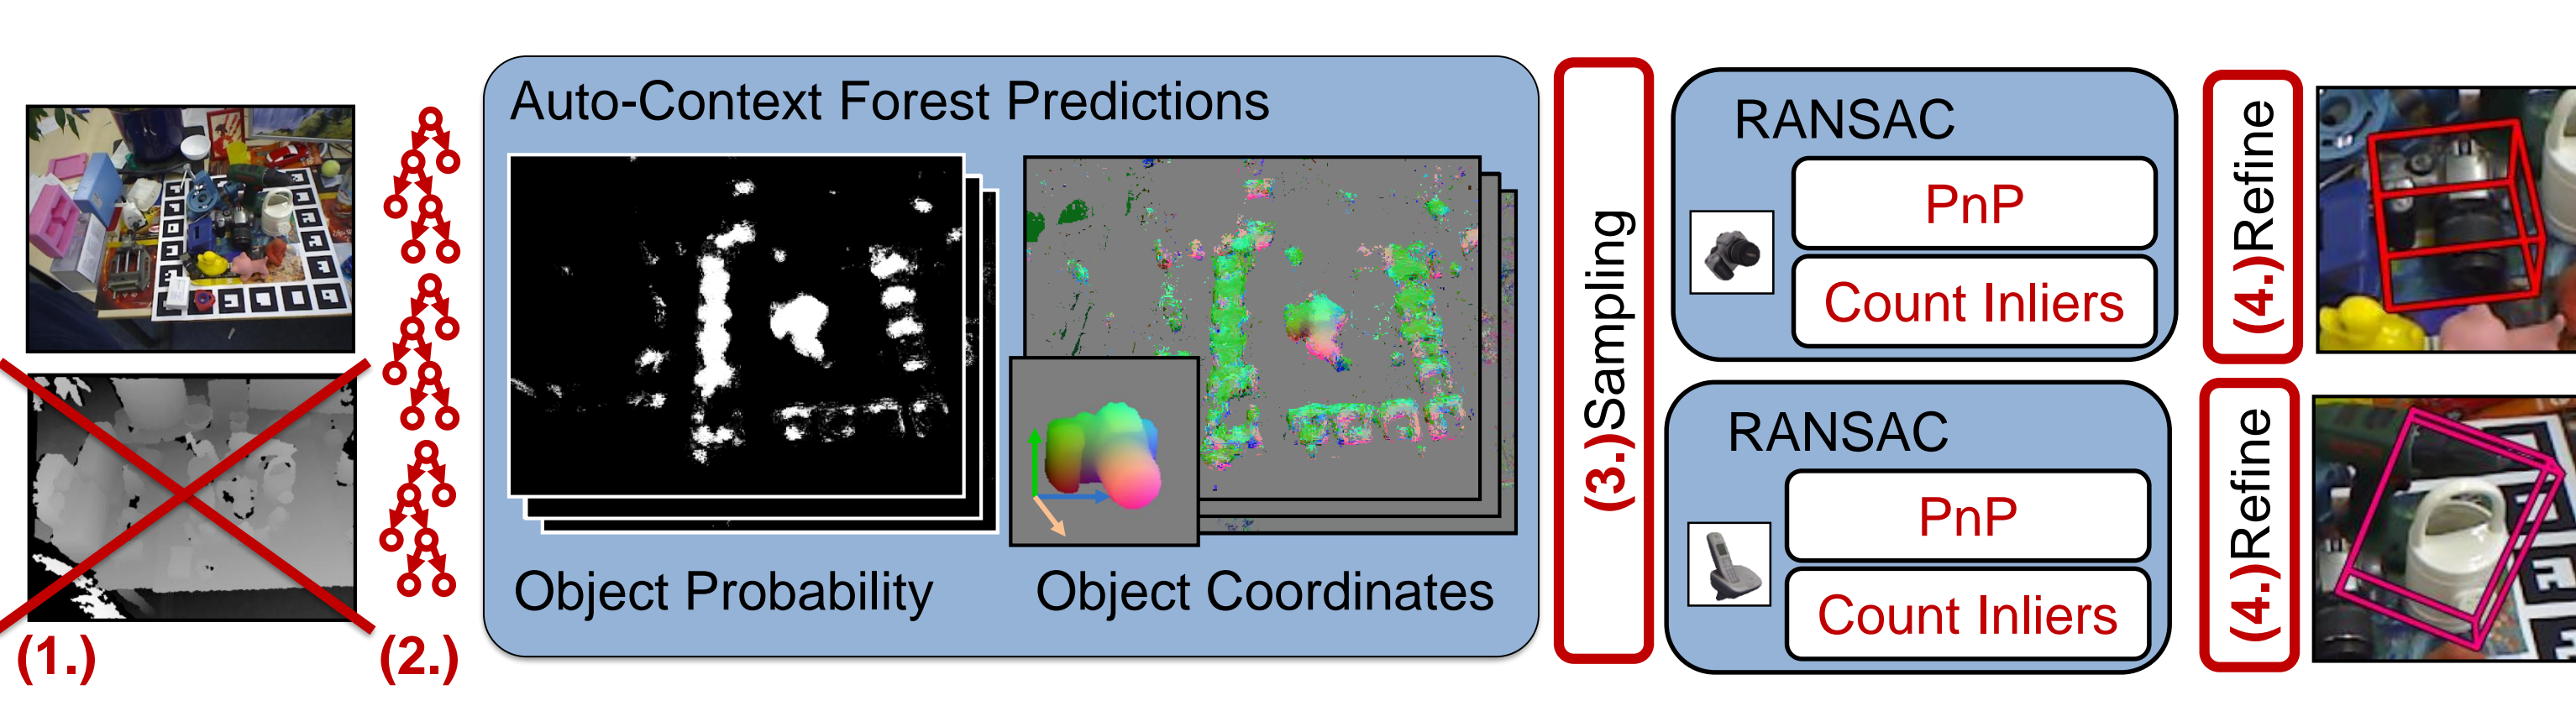 (1.)
(2.)
Auto-Context Forest Predictions
Object Probability
Object Coordinates
(3.)Sampling
RANSAC
PnP
Count Inliers
(4.)Refine
RANSAC
PnP
Count Inliers
(4.)Refine